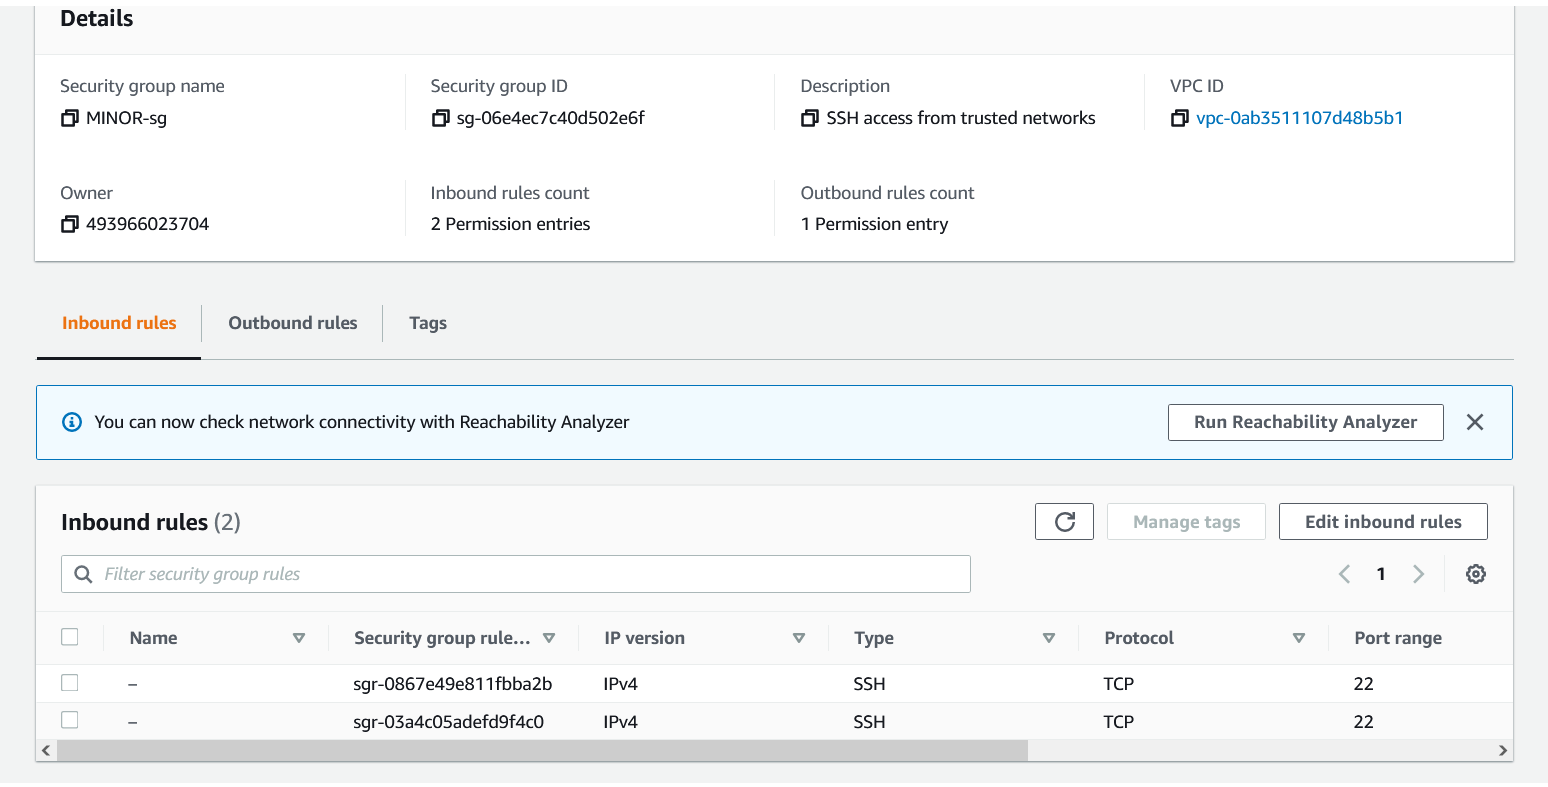 Details
Security group name
MINOR-sg
Security group ID
sg-06e4ec7c40d502e6f
Description
SSH access from trusted networks
VPC ID
vpc-0ab3511107d48b5b1
Owner
493966023704
Inbound rules count
2 Permission entries
Outbound rules count
1 Permission entry
Inbound rules
Outbound rules
Tags
You can now check network connectivity with Reachability Analyzer
Run Reachability Analyzer
Inbound rules (2)
Manage tags
Edit inbound rules
Filter security group rules
1
Name Security group rule... IP version Type Protocol Port range
– sgr-0867e49e811fbba2b IPv4 SSH TCP 22
– sgr-03a4c05adefd9f4c0 IPv4 SSH TCP 22